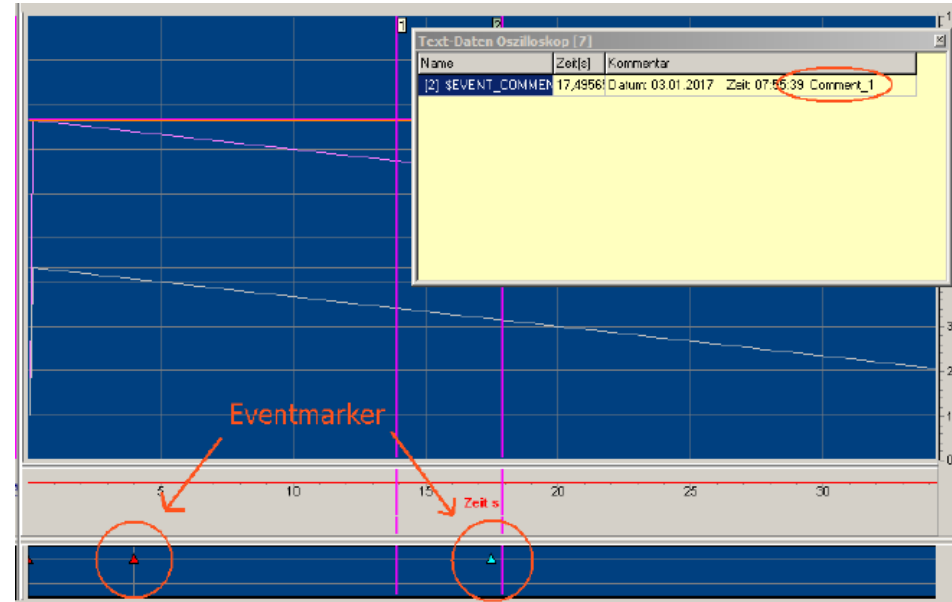 1
2
Text-Daten Oszilloskop [7]
Name Zeit[s] Kommentar
[2] $EVENT_COMMEN 17,4956 Datum: 03.01.2017 Zeit: 07:55:39 Comment_1
3
2
1
0
Eventmarker
5 10 15 20 25 30
Zeit s